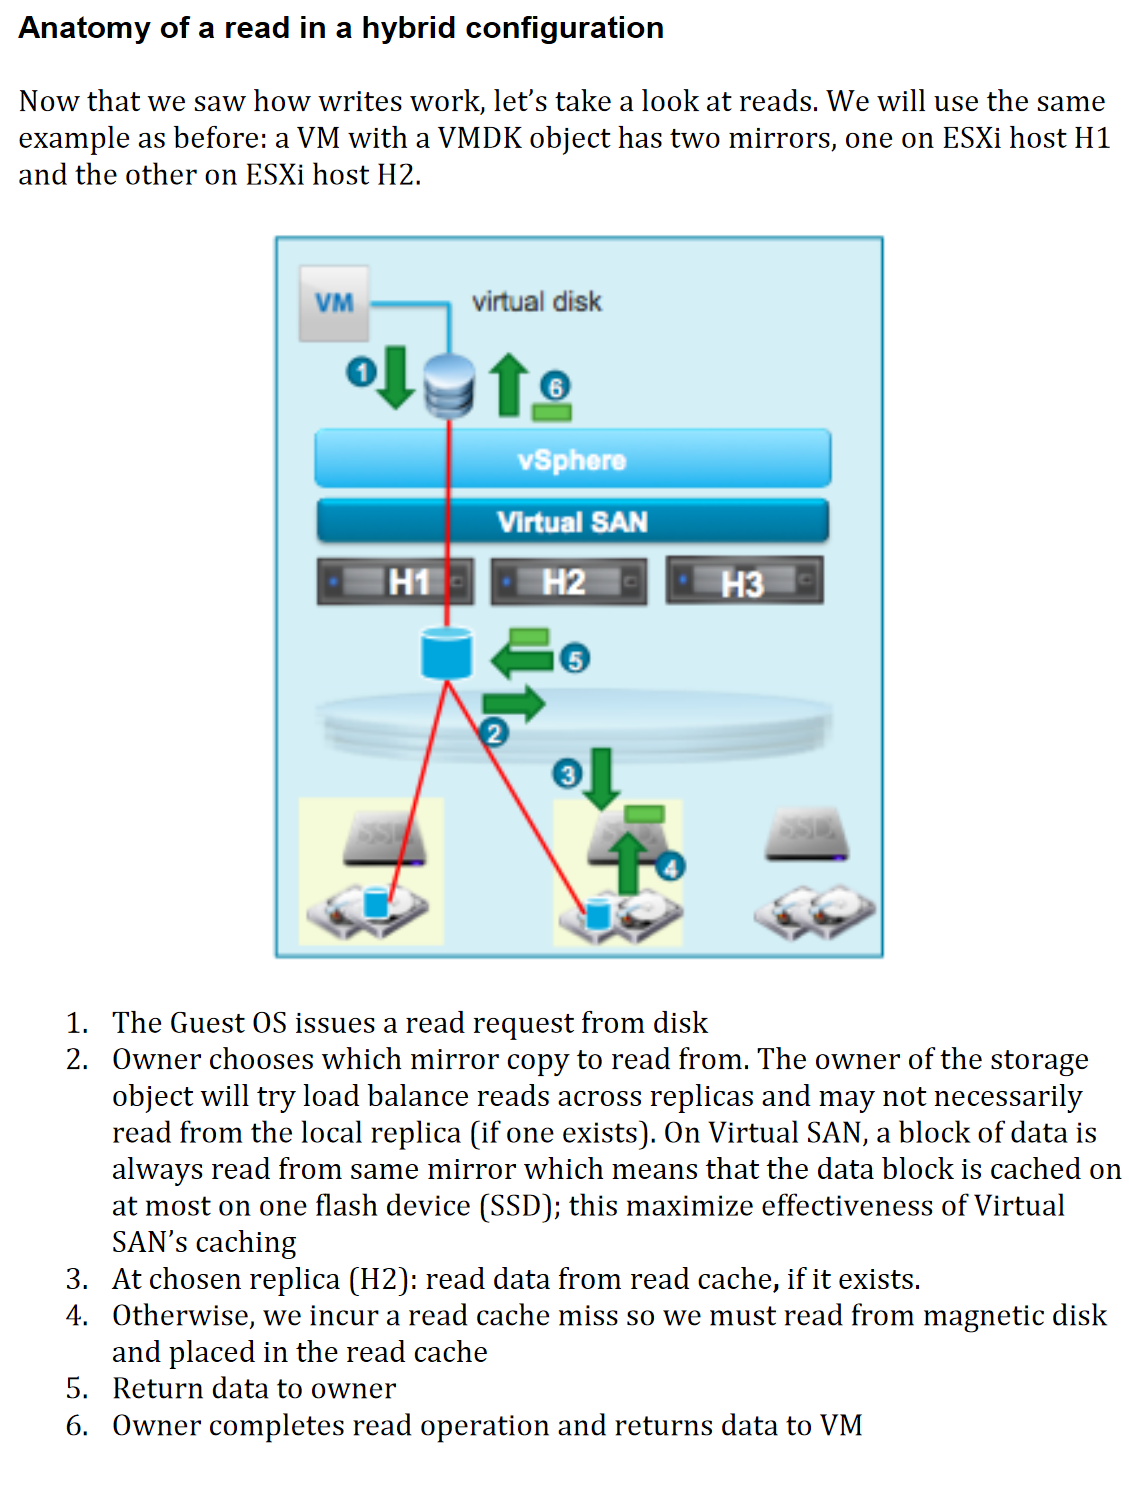 Anatomy of a read in a hybrid configuration
Now that we saw how writes work, let’s take a look at reads. We will use the same
example as before: a VM with a VMDK object has two mirrors, one on ESXi host H1
and the other on ESXi host H2.
VM
virtual disk
1
6
vSphere
Virtual SAN
H1
H2
H3
5
2
3
SSD
SSD
4
1. The Guest OS issues a read request from disk
2. Owner chooses which mirror copy to read from. The owner of the storage
object will try load balance reads across replicas and may not necessarily
read from the local replica (if one exists). On Virtual SAN, a block of data is
always read from same mirror which means that the data block is cached on
at most on one flash device (SSD); this maximize effectiveness of Virtual
SAN’s caching
3. At chosen replica (H2): read data from read cache, if it exists.
4. Otherwise, we incur a read cache miss so we must read from magnetic disk
and placed in the read cache
5. Return data to owner
6. Owner completes read operation and returns data to VM